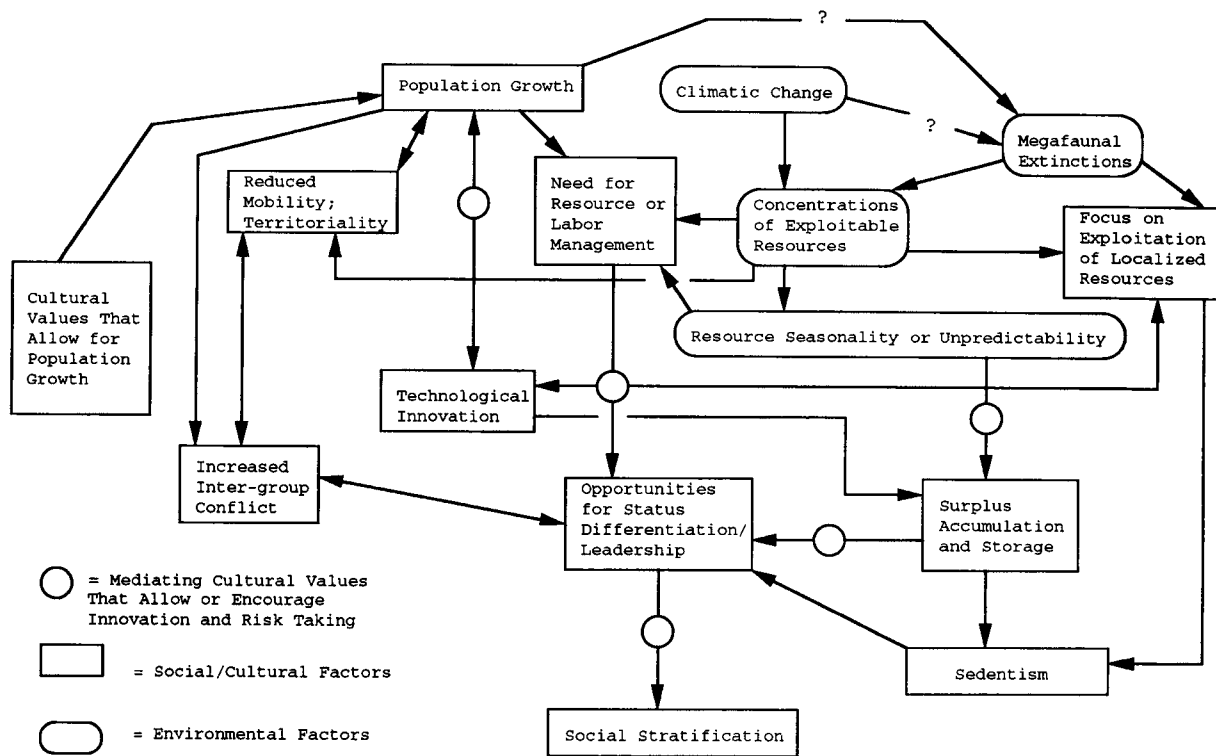 ?
Population Growth
Climatic Change
?
Megafaunal
Extinctions
Reduced
Mobility;
Territoriality
Need for
Resource or
Labor
Management
Concentrations
of Exploitable
Resources
Focus on
Exploitation
of Localized
Resources
Cultural
Values That
Allow for
Population
Growth
Resource Seasonality or Unpredictability
Technological
Innovation
Increased
Inter-group
Conflict
Opportunities
for Status
Differentiation/
Leadership
Surplus
Accumulation
and Storage
= Mediating Cultural Values
That Allow or Encourage
Innovation and Risk Taking
= Social/Cultural Factors
Sedentism
= Environmental Factors
Social Stratification